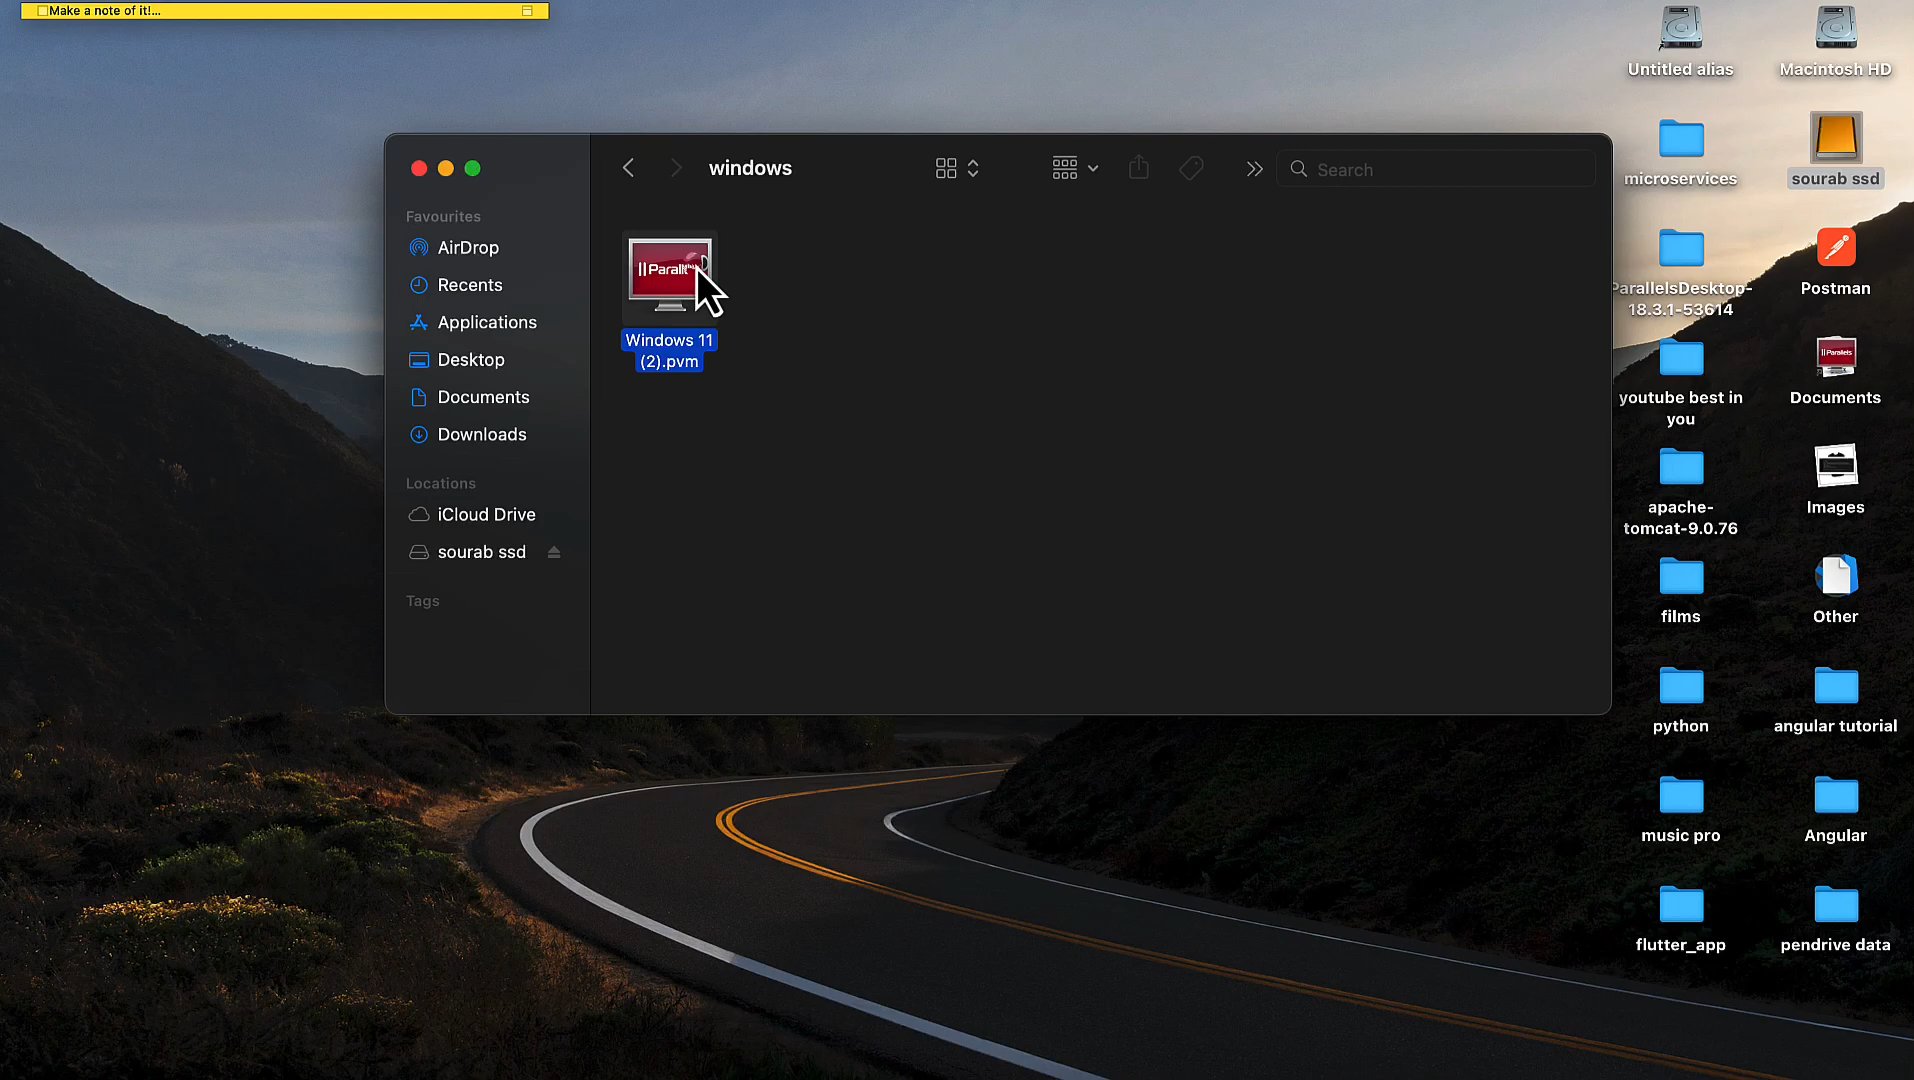 Make a note of it!...
windows
Search
Favourites
AirDrop
Recents
Applications
Desktop
Documents
Downloads
Locations
iCloud Drive
sourab ssd
Tags
Windows 11
(2).pvm
Untitled alias
Macintosh HD
microservices
sourab ssd
ParallelsDesktop-
18.3.1-53614
Postman
Parallels
youtube best in
you
Documents
apache-
tomcat-9.0.76
Images
films
Other
python
angular tutorial
music pro
Angular
flutter_app
pendrive data